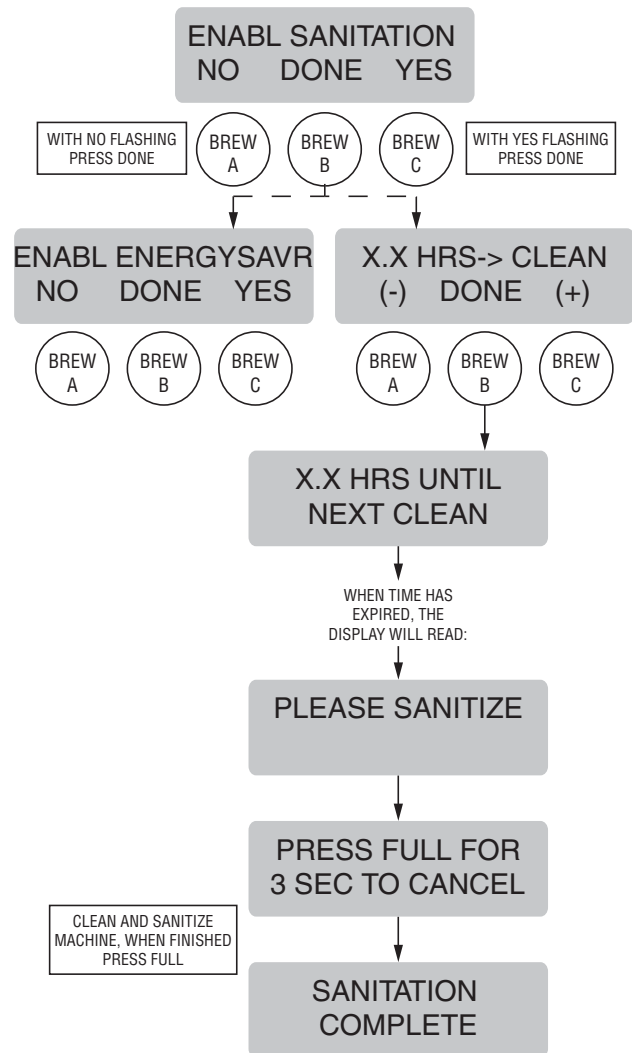 ENABL SANITATION
NO DONE YES
WITH NO FLASHING
PRESS DONE
BREW
A
BREW
B
BREW
C
WITH YES FLASHING
PRESS DONE
ENABL ENERGYSAVR
NO DONE YES
BREW
A
BREW
B
BREW
C
X.X HRS-> CLEAN
(-) DONE (+)
BREW
A
BREW
B
BREW
C
X.X HRS UNTIL
NEXT CLEAN
WHEN TIME HAS
EXPIRED, THE
DISPLAY WILL READ:
PLEASE SANITIZE
PRESS FULL FOR
3 SEC TO CANCEL
CLEAN AND SANITIZE
MACHINE, WHEN FINISHED
PRESS FULL
SANITATION
COMPLETE